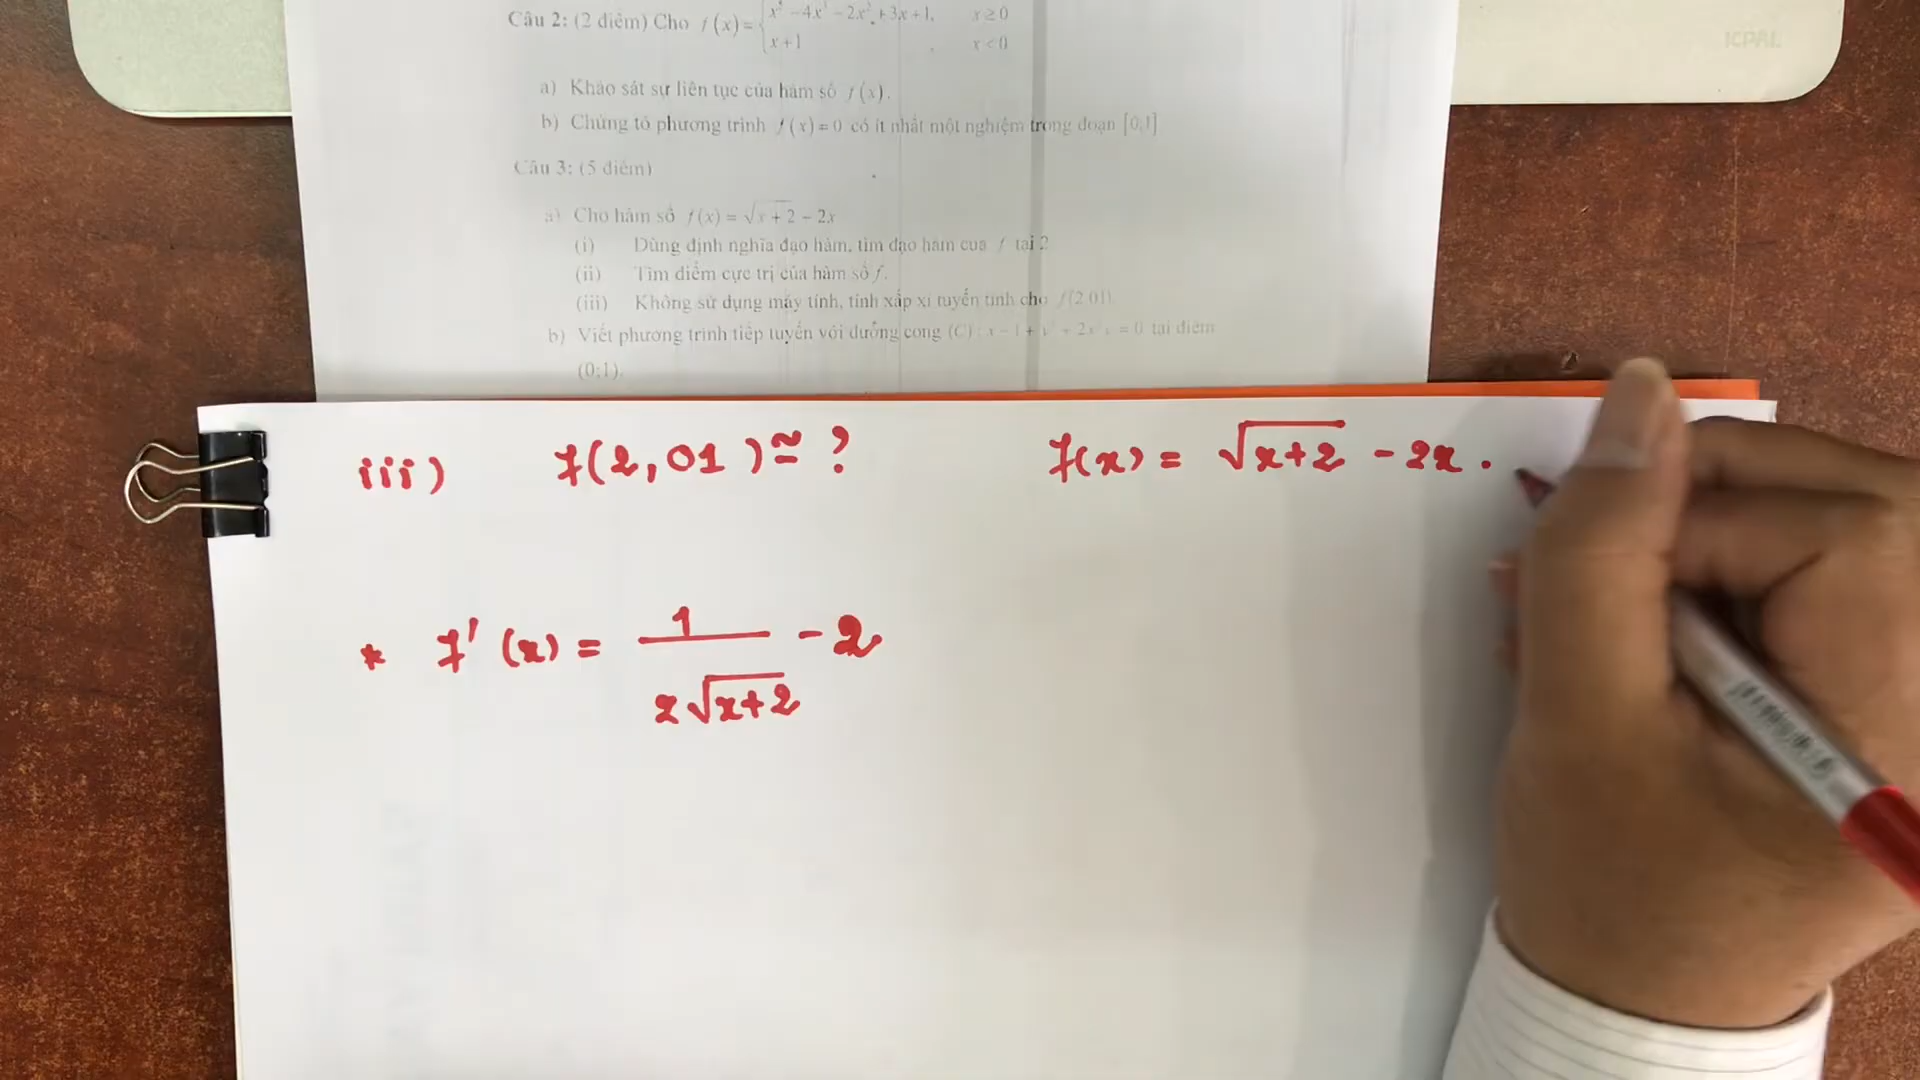 ICPAL
Câu 2: (2 điểm) Cho f(x) = { x⁵ − 4x³ − 2x² + 3x + 1, x ≥ 0
x + 1 , x < 0
a) Khảo sát sự liên tục của hàm số f(x).
b) Chứng tỏ phương trình f(x) = 0 có ít nhất một nghiệm trong đoạn [0,1]
Câu 3: (5 điểm)
a) Cho hàm số f(x) = √(x+2) − 2x
(i) Dùng định nghĩa đạo hàm, tìm đạo hàm của f tại 2
(ii) Tìm điểm cực trị của hàm số f.
(iii) Không sử dụng máy tính, tính xấp xỉ tuyến tính cho f(2.01).
b) Viết phương trình tiếp tuyến với đường cong (C): x − 1 + = 0 tại điểm
(0;1).
iii) f(2,01) ≃ ? f(x) = √(x+2) − 2x.
* f'(x) = 1/(2√(x+2)) − 2